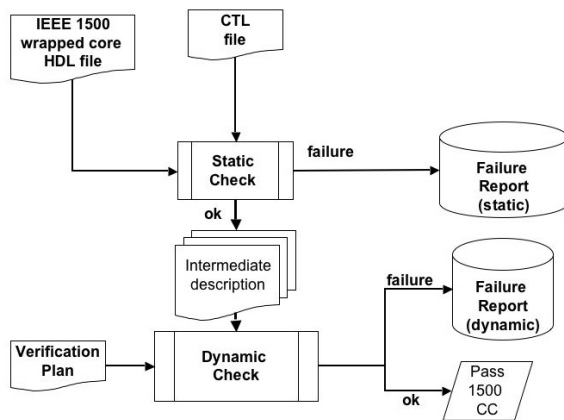 IEEE 1500
wrapped core
HDL file
CTL
file
Static
Check
failure
Failure
Report
(static)
ok
Intermediate
description
failure
Failure
Report
(dynamic)
Verification
Plan
Dynamic
Check
ok
Pass
1500
CC